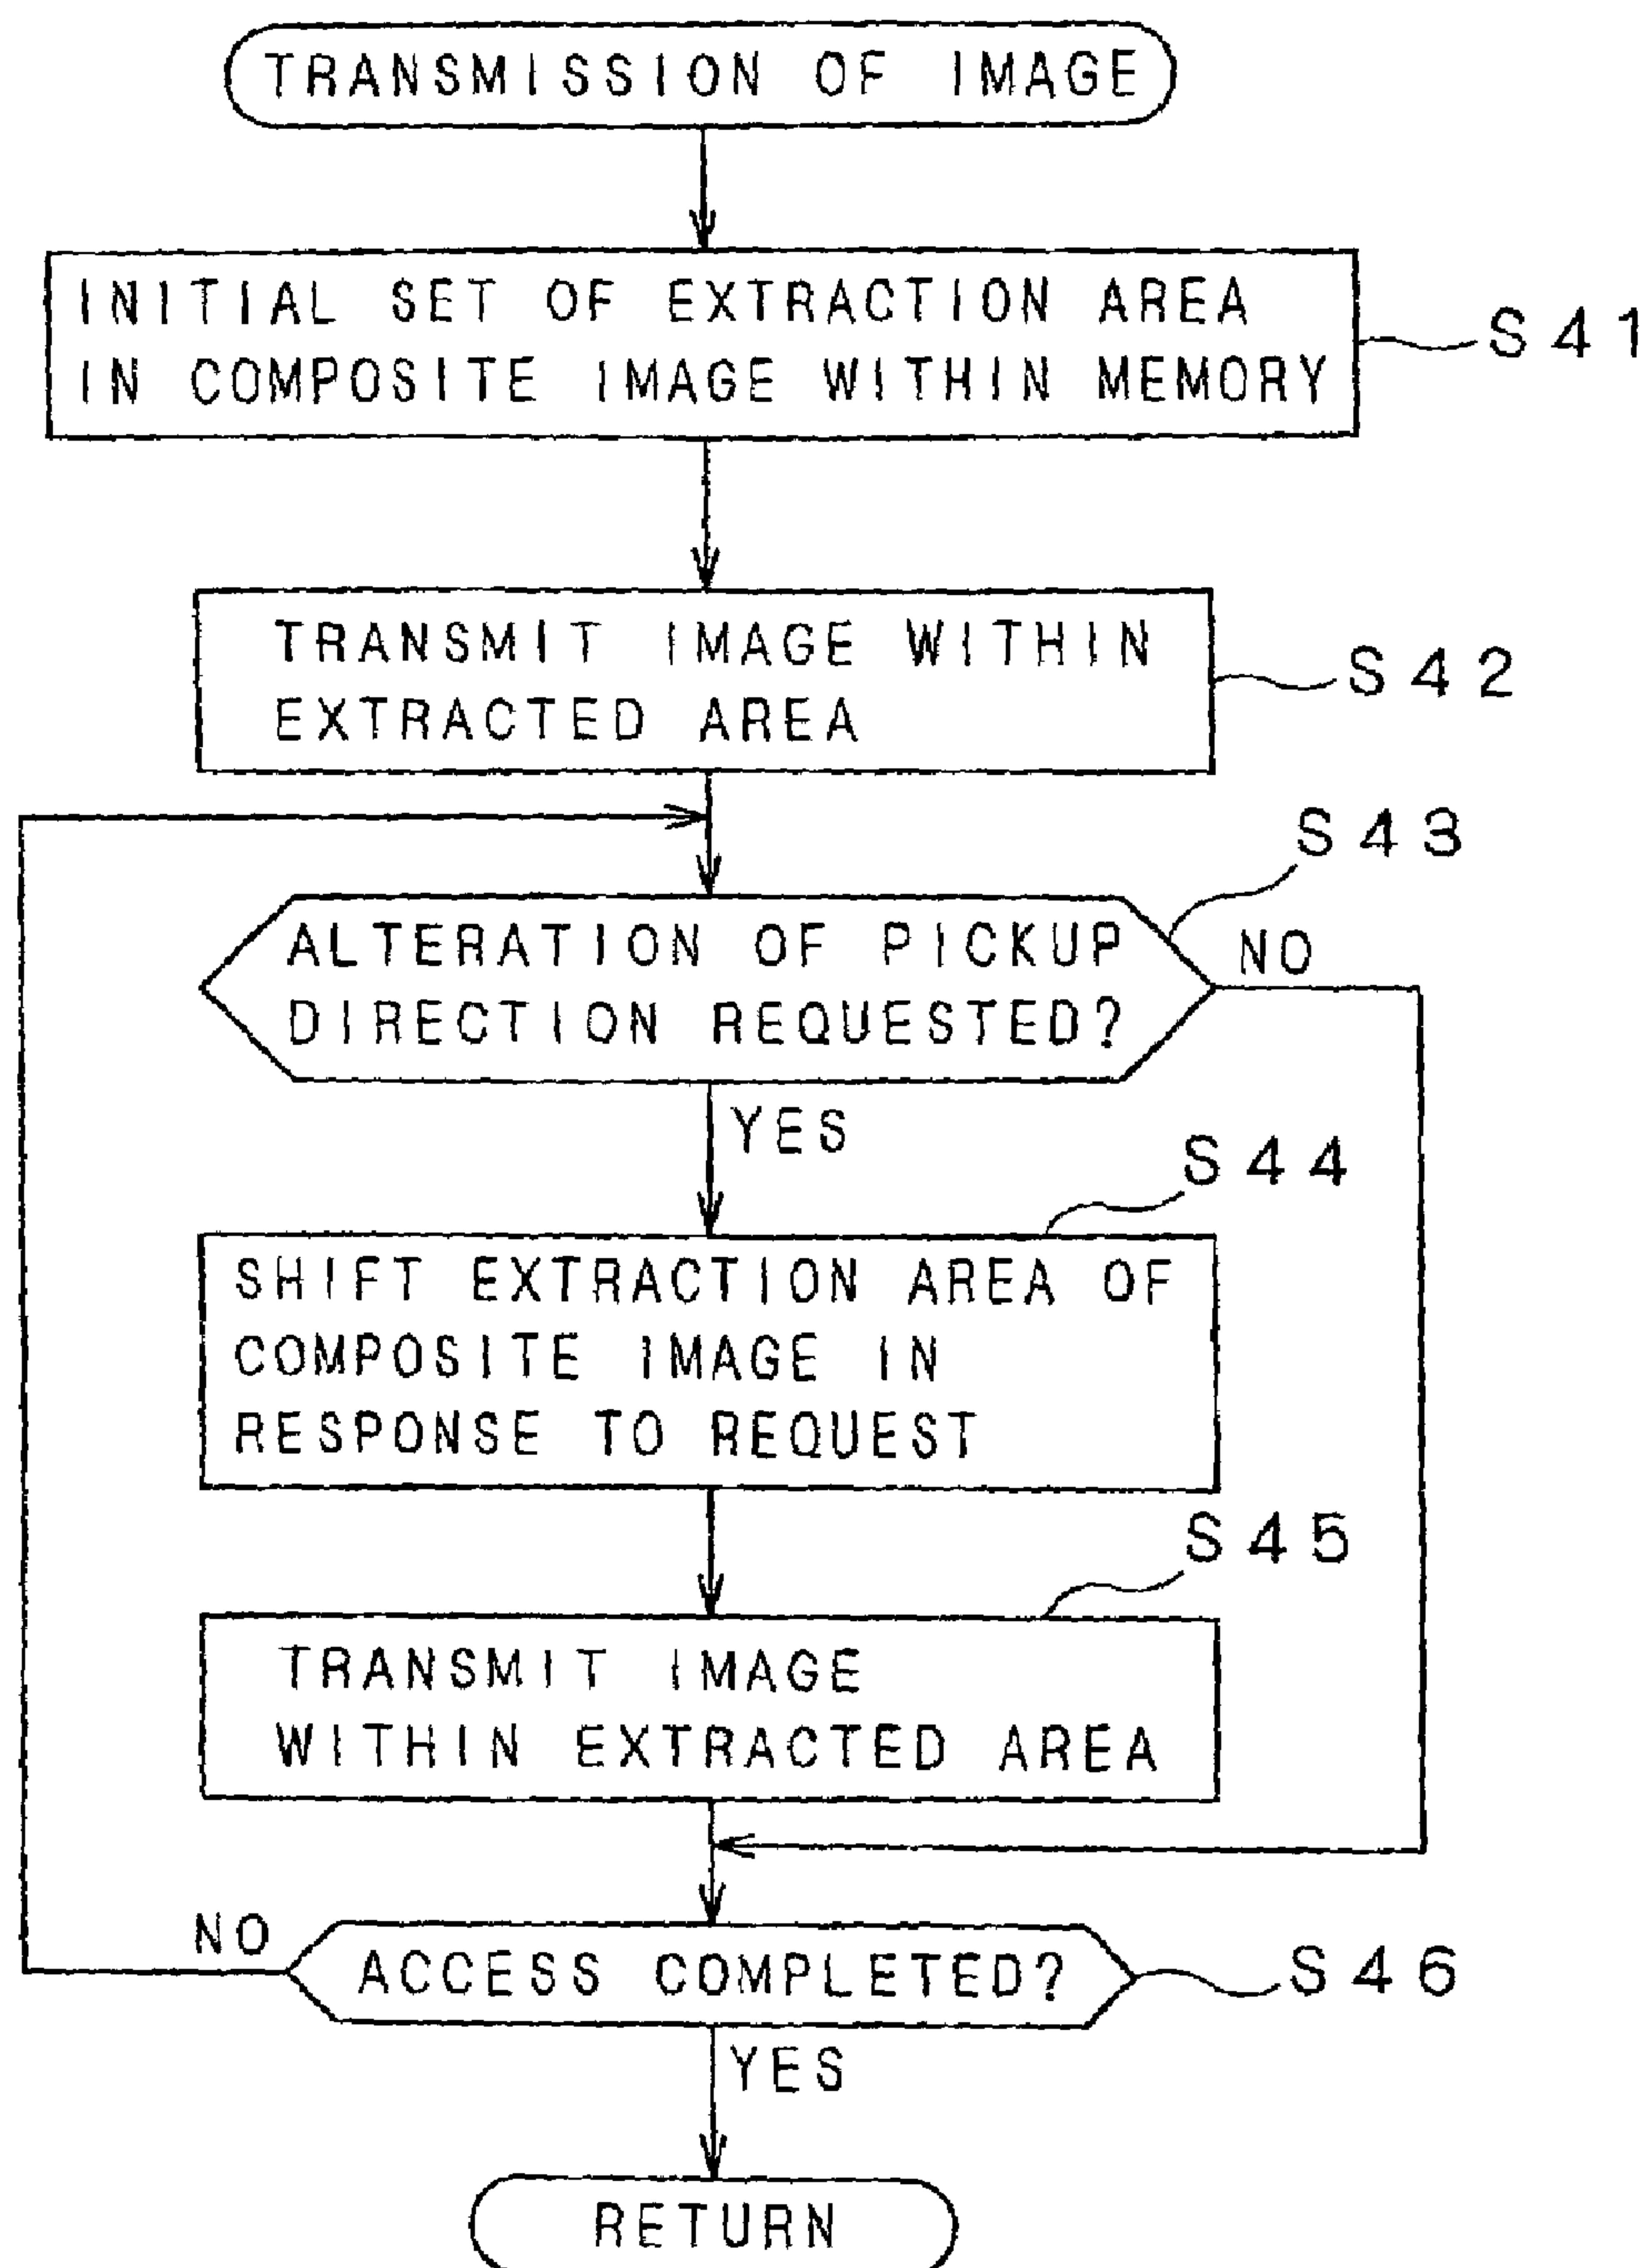 TRANSMISSION OF IMAGE
INITIAL SET OF EXTRACTION AREA
IN COMPOSITE IMAGE WITHIN MEMORY
S41
TRANSMIT IMAGE WITHIN
EXTRACTED AREA
S42
S43
ALTERATION OF PICKUP
DIRECTION REQUESTED?
NO
YES
S44
SHIFT EXTRACTION AREA OF
COMPOSITE IMAGE IN
RESPONSE TO REQUEST
S45
TRANSMIT IMAGE
WITHIN EXTRACTED AREA
NO
ACCESS COMPLETED?
S46
YES
RETURN